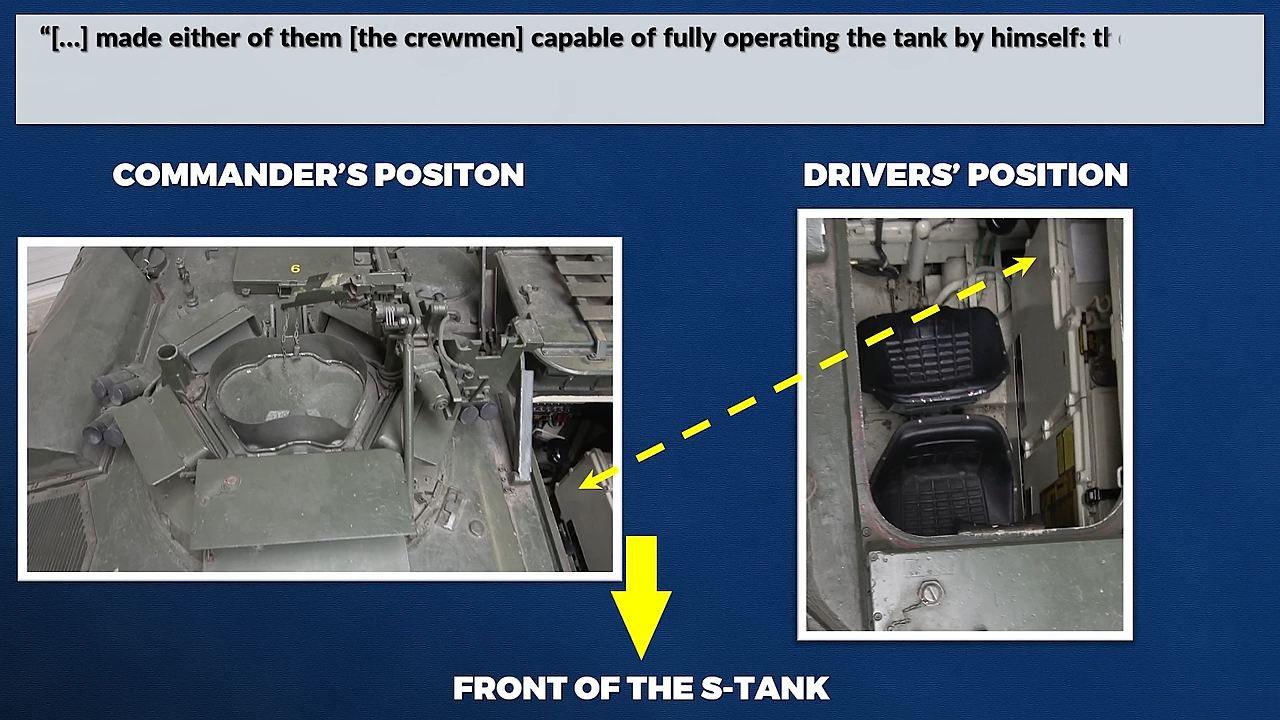 “[...] made either of them [the crewmen] capable of fully operating the tank by himself:
COMMANDER’S POSITON
DRIVERS’ POSITION
6
FRONT OF THE S-TANK